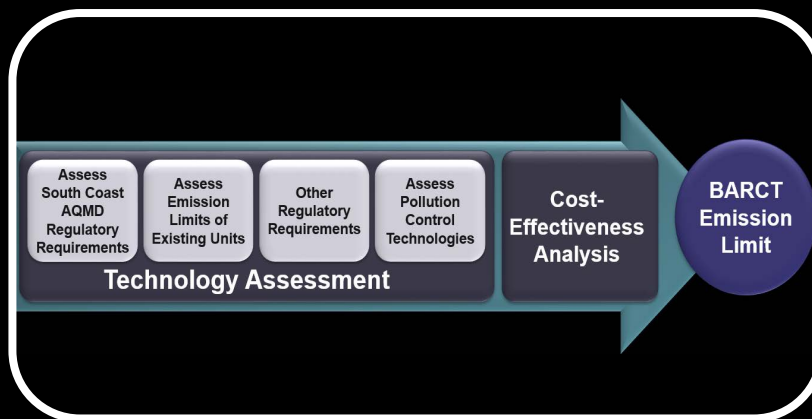 Assess
South Coast
AQMD
Regulatory
Requirements
Assess
Emission
Limits of
Existing Units
Other
Regulatory
Requirements
Assess
Pollution
Control
Technologies
Technology Assessment
Cost-
Effectiveness
Analysis
BARCT
Emission
Limit